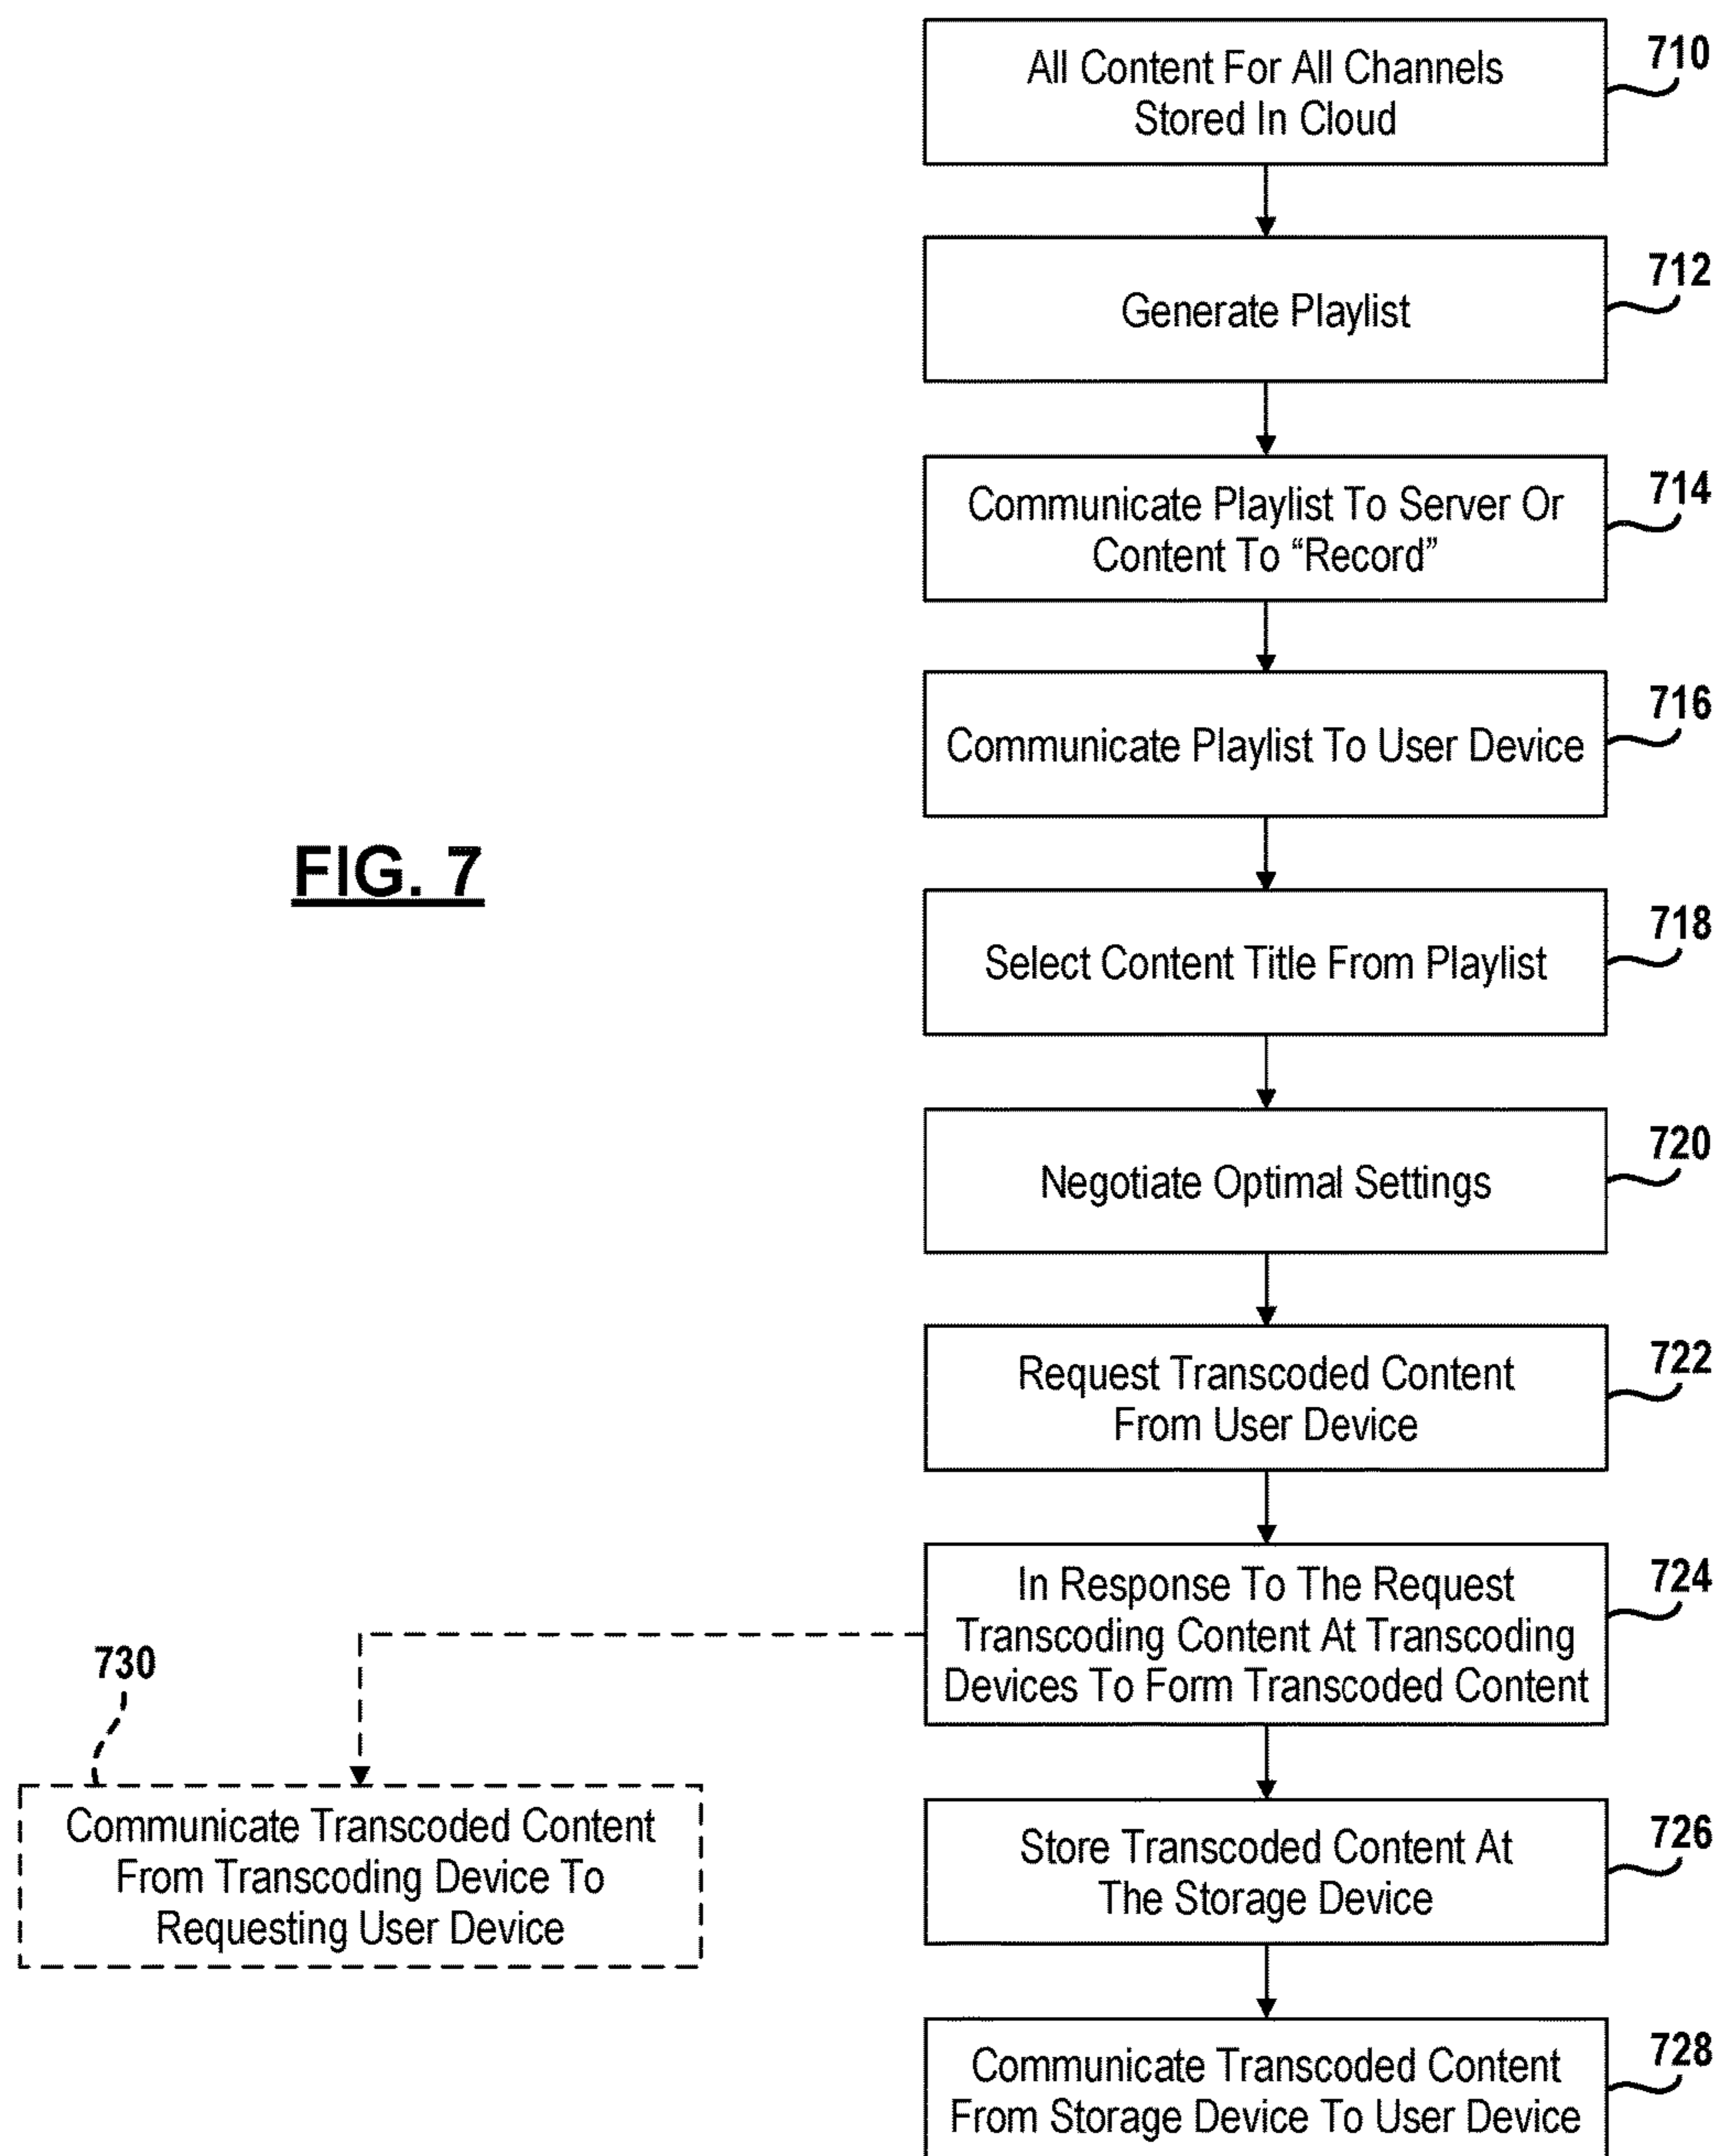 710
All Content For All Channels
Stored In Cloud
712
Generate Playlist
714
Communicate Playlist To Server Or
Content To “Record”
716
Communicate Playlist To User Device
FIG. 7
718
Select Content Title From Playlist
720
Negotiate Optimal Settings
722
Request Transcoded Content
From User Device
724
In Response To The Request
Transcoding Content At Transcoding
Devices To Form Transcoded Content
730
Communicate Transcoded Content
From Transcoding Device To
Requesting User Device
726
Store Transcoded Content At
The Storage Device
728
Communicate Transcoded Content
From Storage Device To User Device